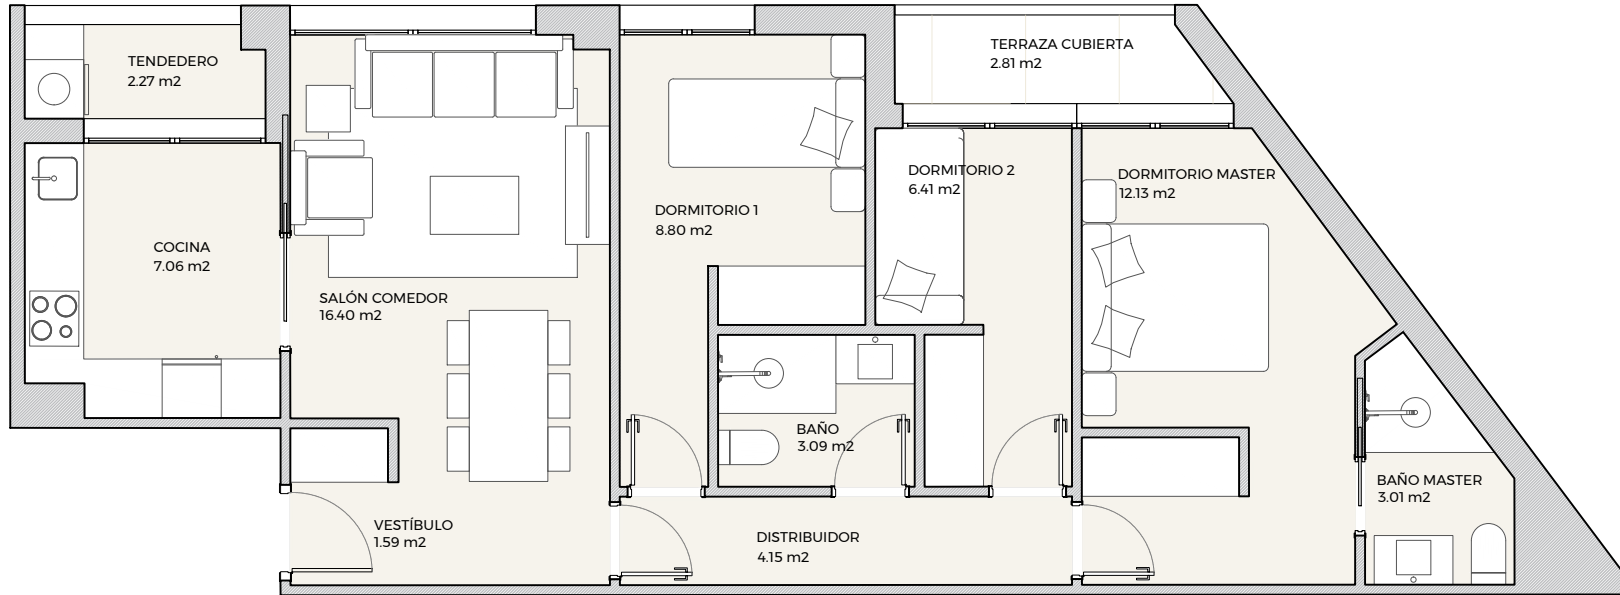 TENDEDERO
2.27 m2
TERRAZA CUBIERTA
2.81 m2
DORMITORIO 2
6.41 m2
DORMITORIO MASTER
12.13 m2
DORMITORIO 1
8.80 m2
COCINA
7.06 m2
SALÓN COMEDOR
16.40 m2
BAÑO
3.09 m2
BAÑO MASTER
3.01 m2
VESTÍBULO
1.59 m2
DISTRIBUIDOR
4.15 m2